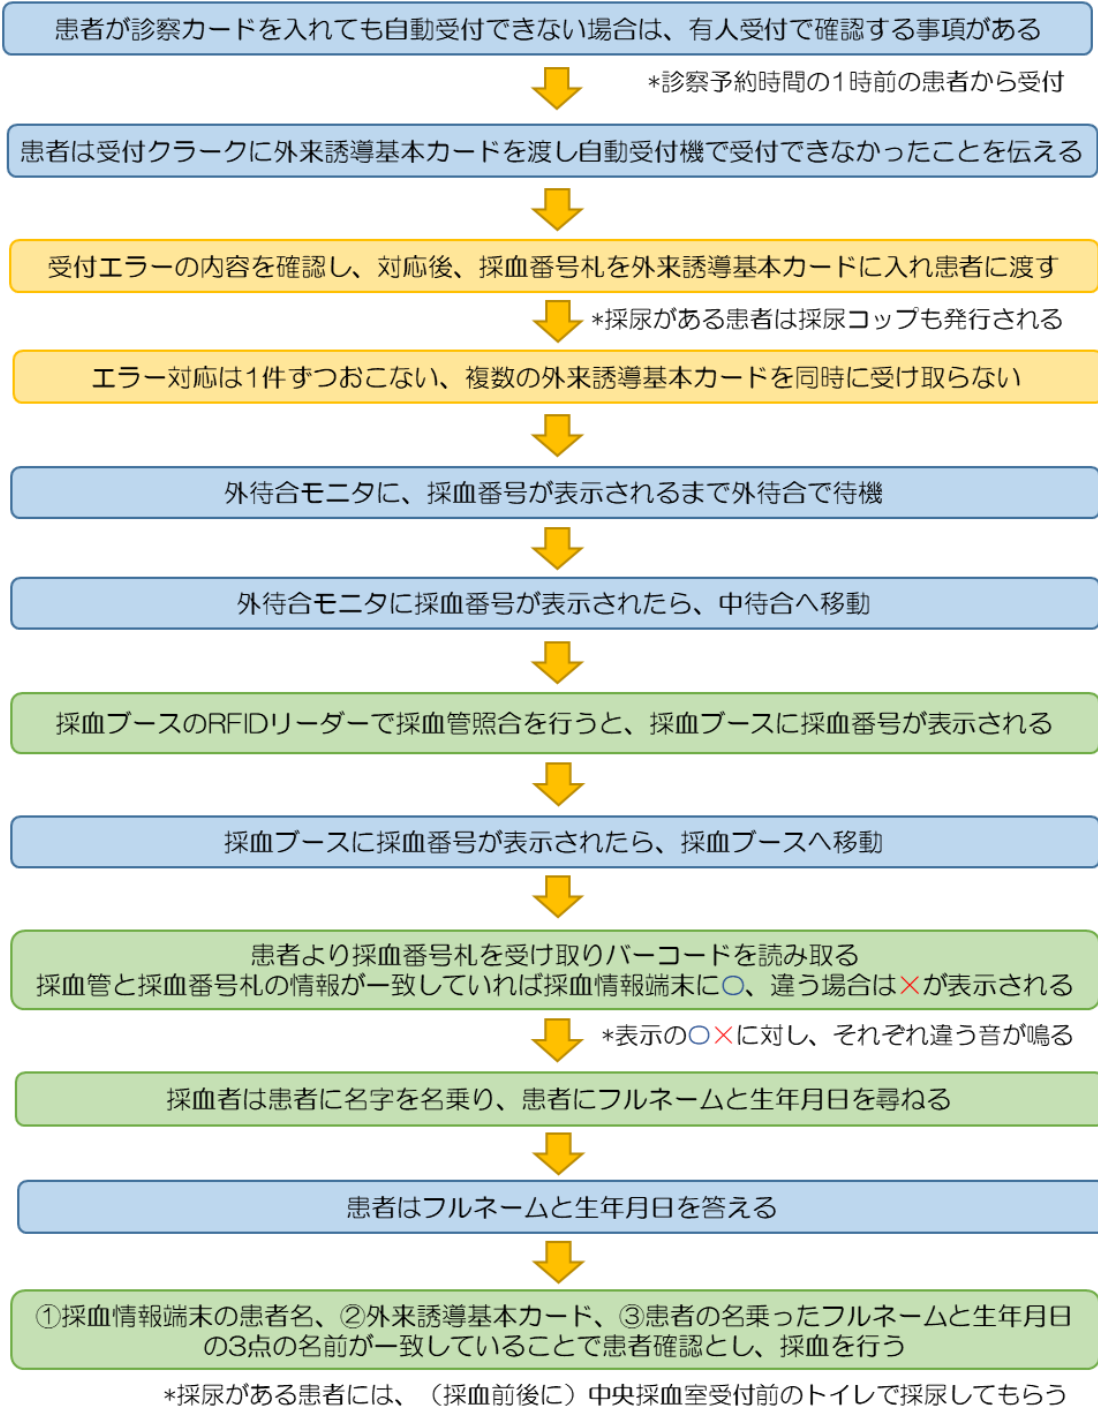 患者が診察カードを入れても自動受付できない場合は、有人受付で確認する事項がある
*診察予約時間の1時前の患者から受付
患者は受付クラークに外来誘導基本カードを渡し自動受付機で受付できなかったことを伝える
受付エラーの内容を確認し、対応後、採血番号札を外来誘導基本カードに入れ患者に渡す
*採尿がある患者は採尿コップも発行される
エラー対応は1件ずつおこない、複数の外来誘導基本カードを同時に受け取らない
外待合モニタに、採血番号が表示されるまで外待合で待機
外待合モニタに採血番号が表示されたら、中待合へ移動
採血ブースのRFIDリーダーで採血管照合を行うと、採血ブースに採血番号が表示される
採血ブースに採血番号が表示されたら、採血ブースへ移動
患者より採血番号札を受け取りバーコードを読み取る
採血管と採血番号札の情報が一致していれば採血情報端末に〇、違う場合は×が表示される
*表示の〇×に対し、それぞれ違う音が鳴る
採血者は患者に名字を名乗り、患者にフルネームと生年月日を尋ねる
患者はフルネームと生年月日を答える
①採血情報端末の患者名、②外来誘導基本カード、③患者の名乗ったフルネームと生年月日
の3点の名前が一致していることで患者確認とし、採血を行う
*採尿がある患者には、（採血前後に）中央採血室受付前のトイレで採尿してもらう